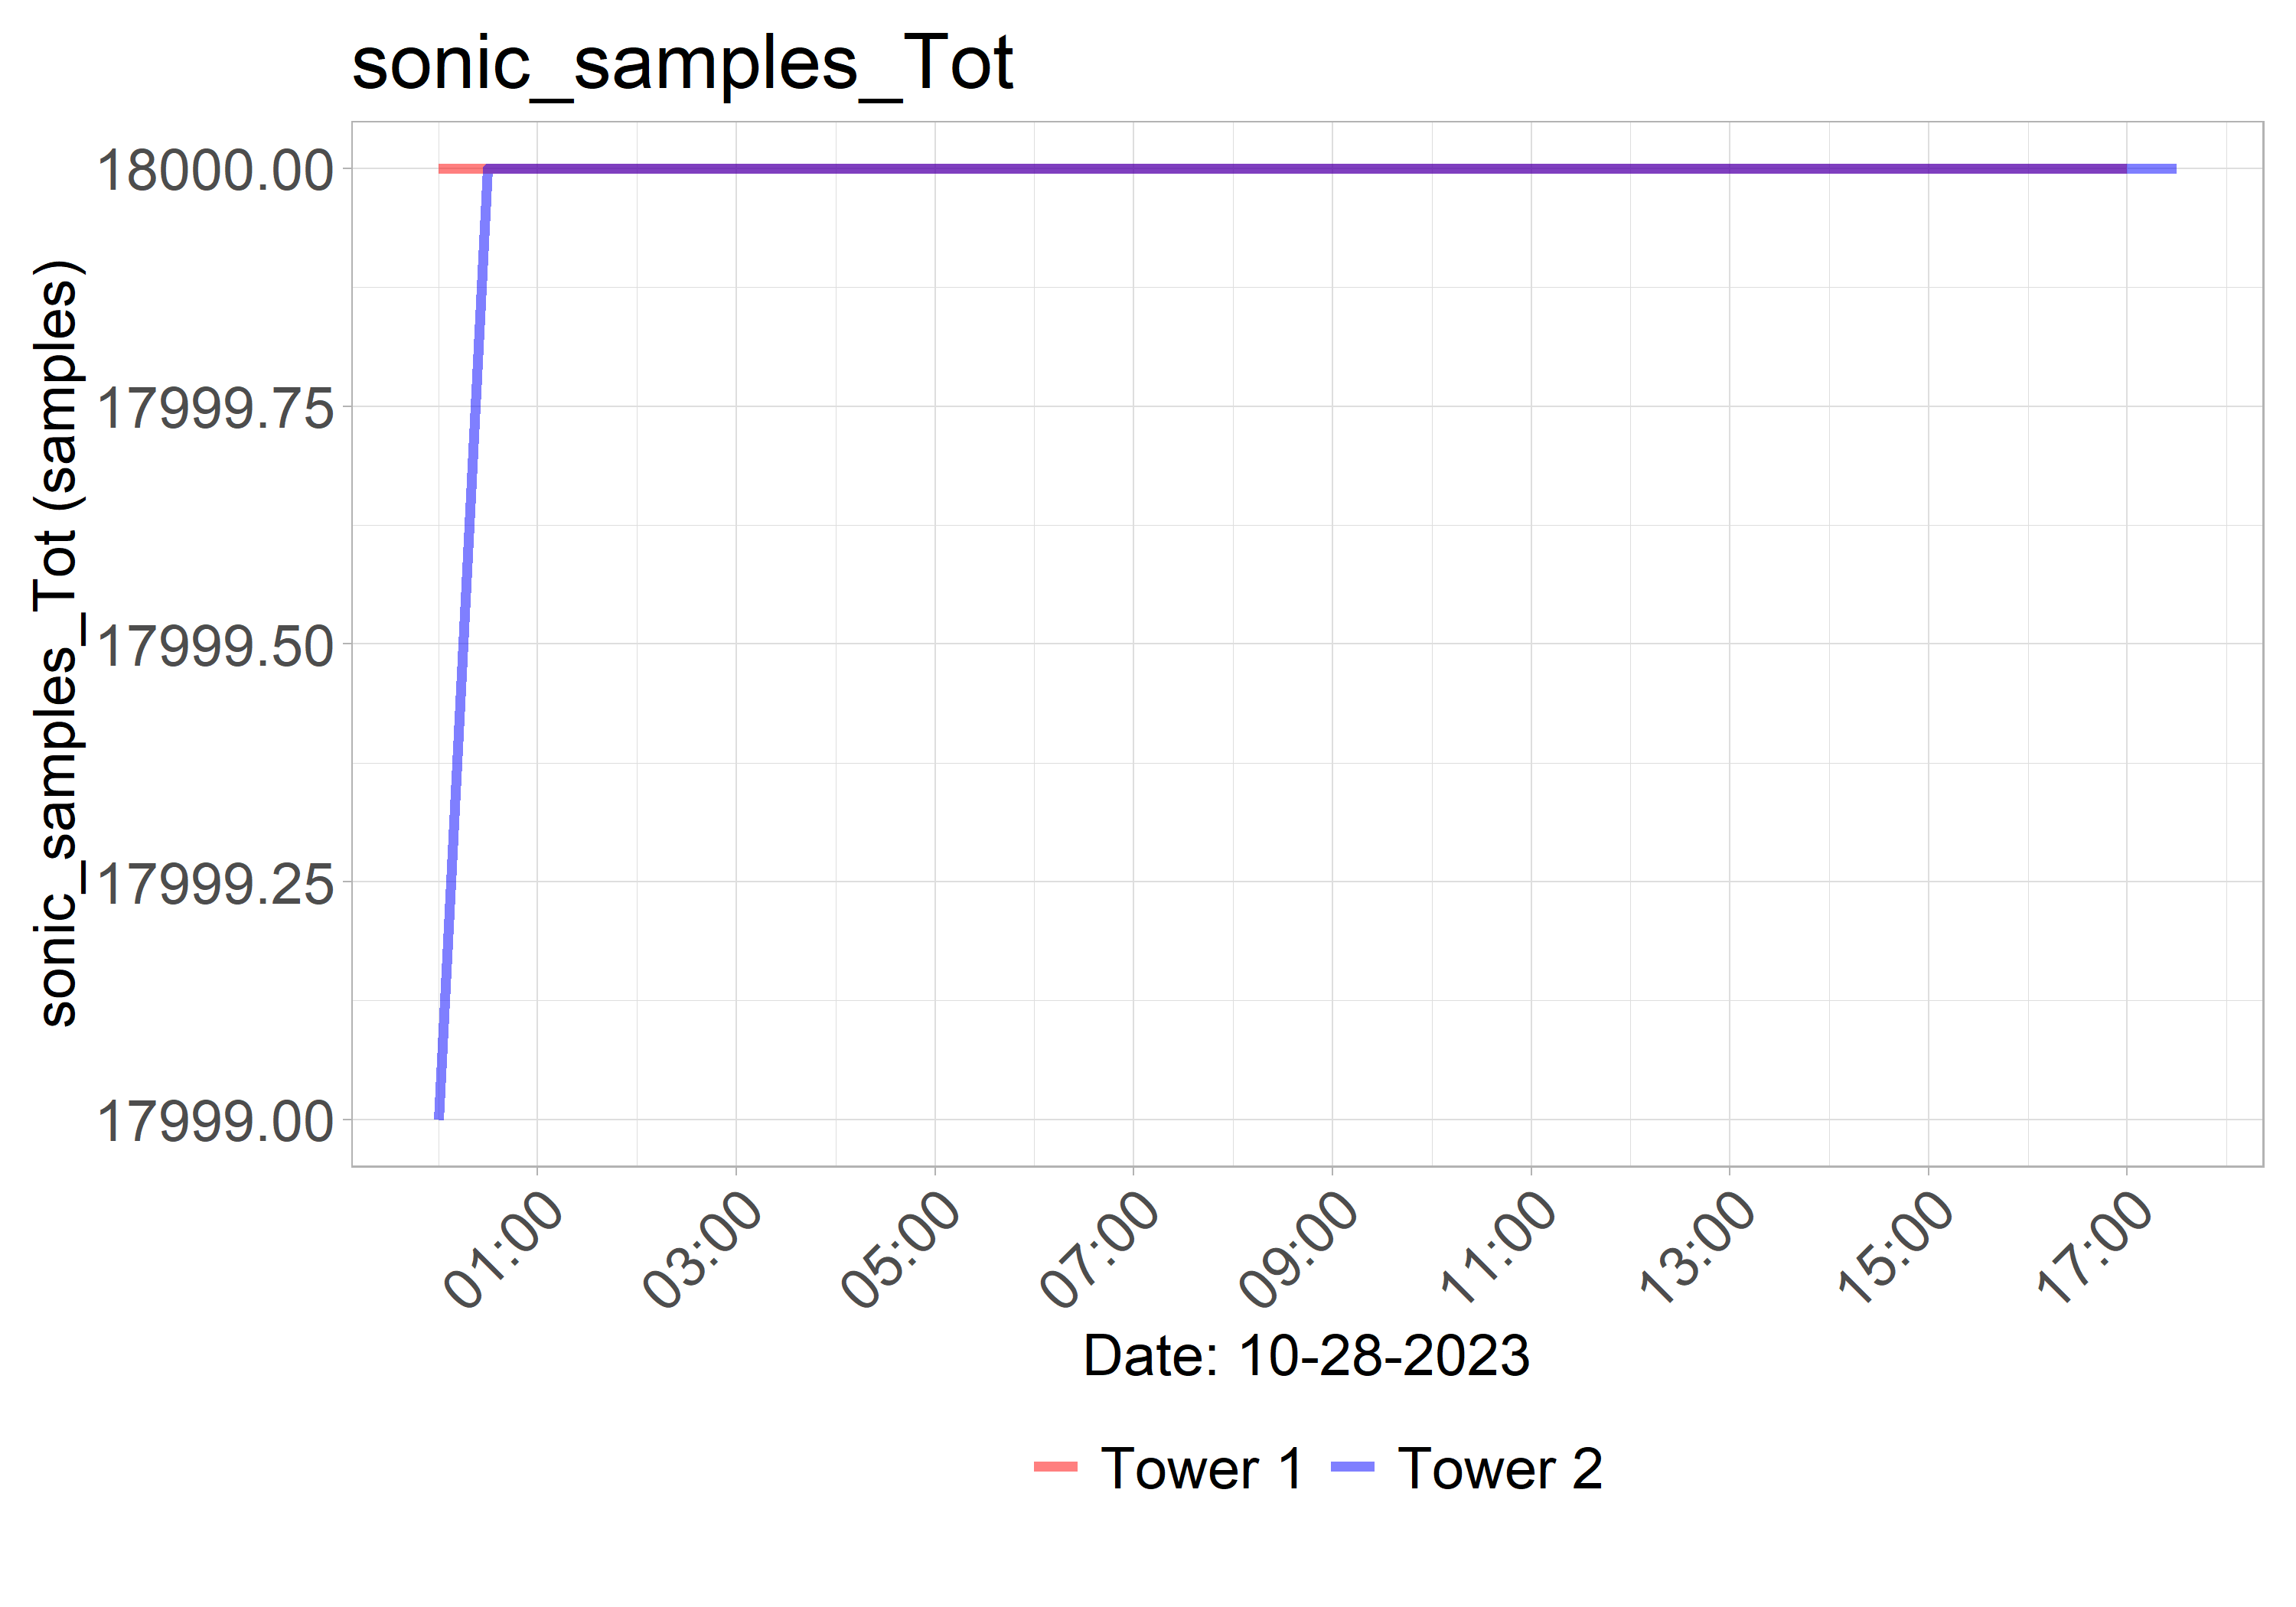 sonic_samples_Tot
sonic_samples_Tot (samples)
18000.00
17999.75
17999.50
17999.25
17999.00
01:00 03:00 05:00 07:00 09:00 11:00 13:00 15:00 17:00
Date: 10-28-2023
Tower 1 Tower 2